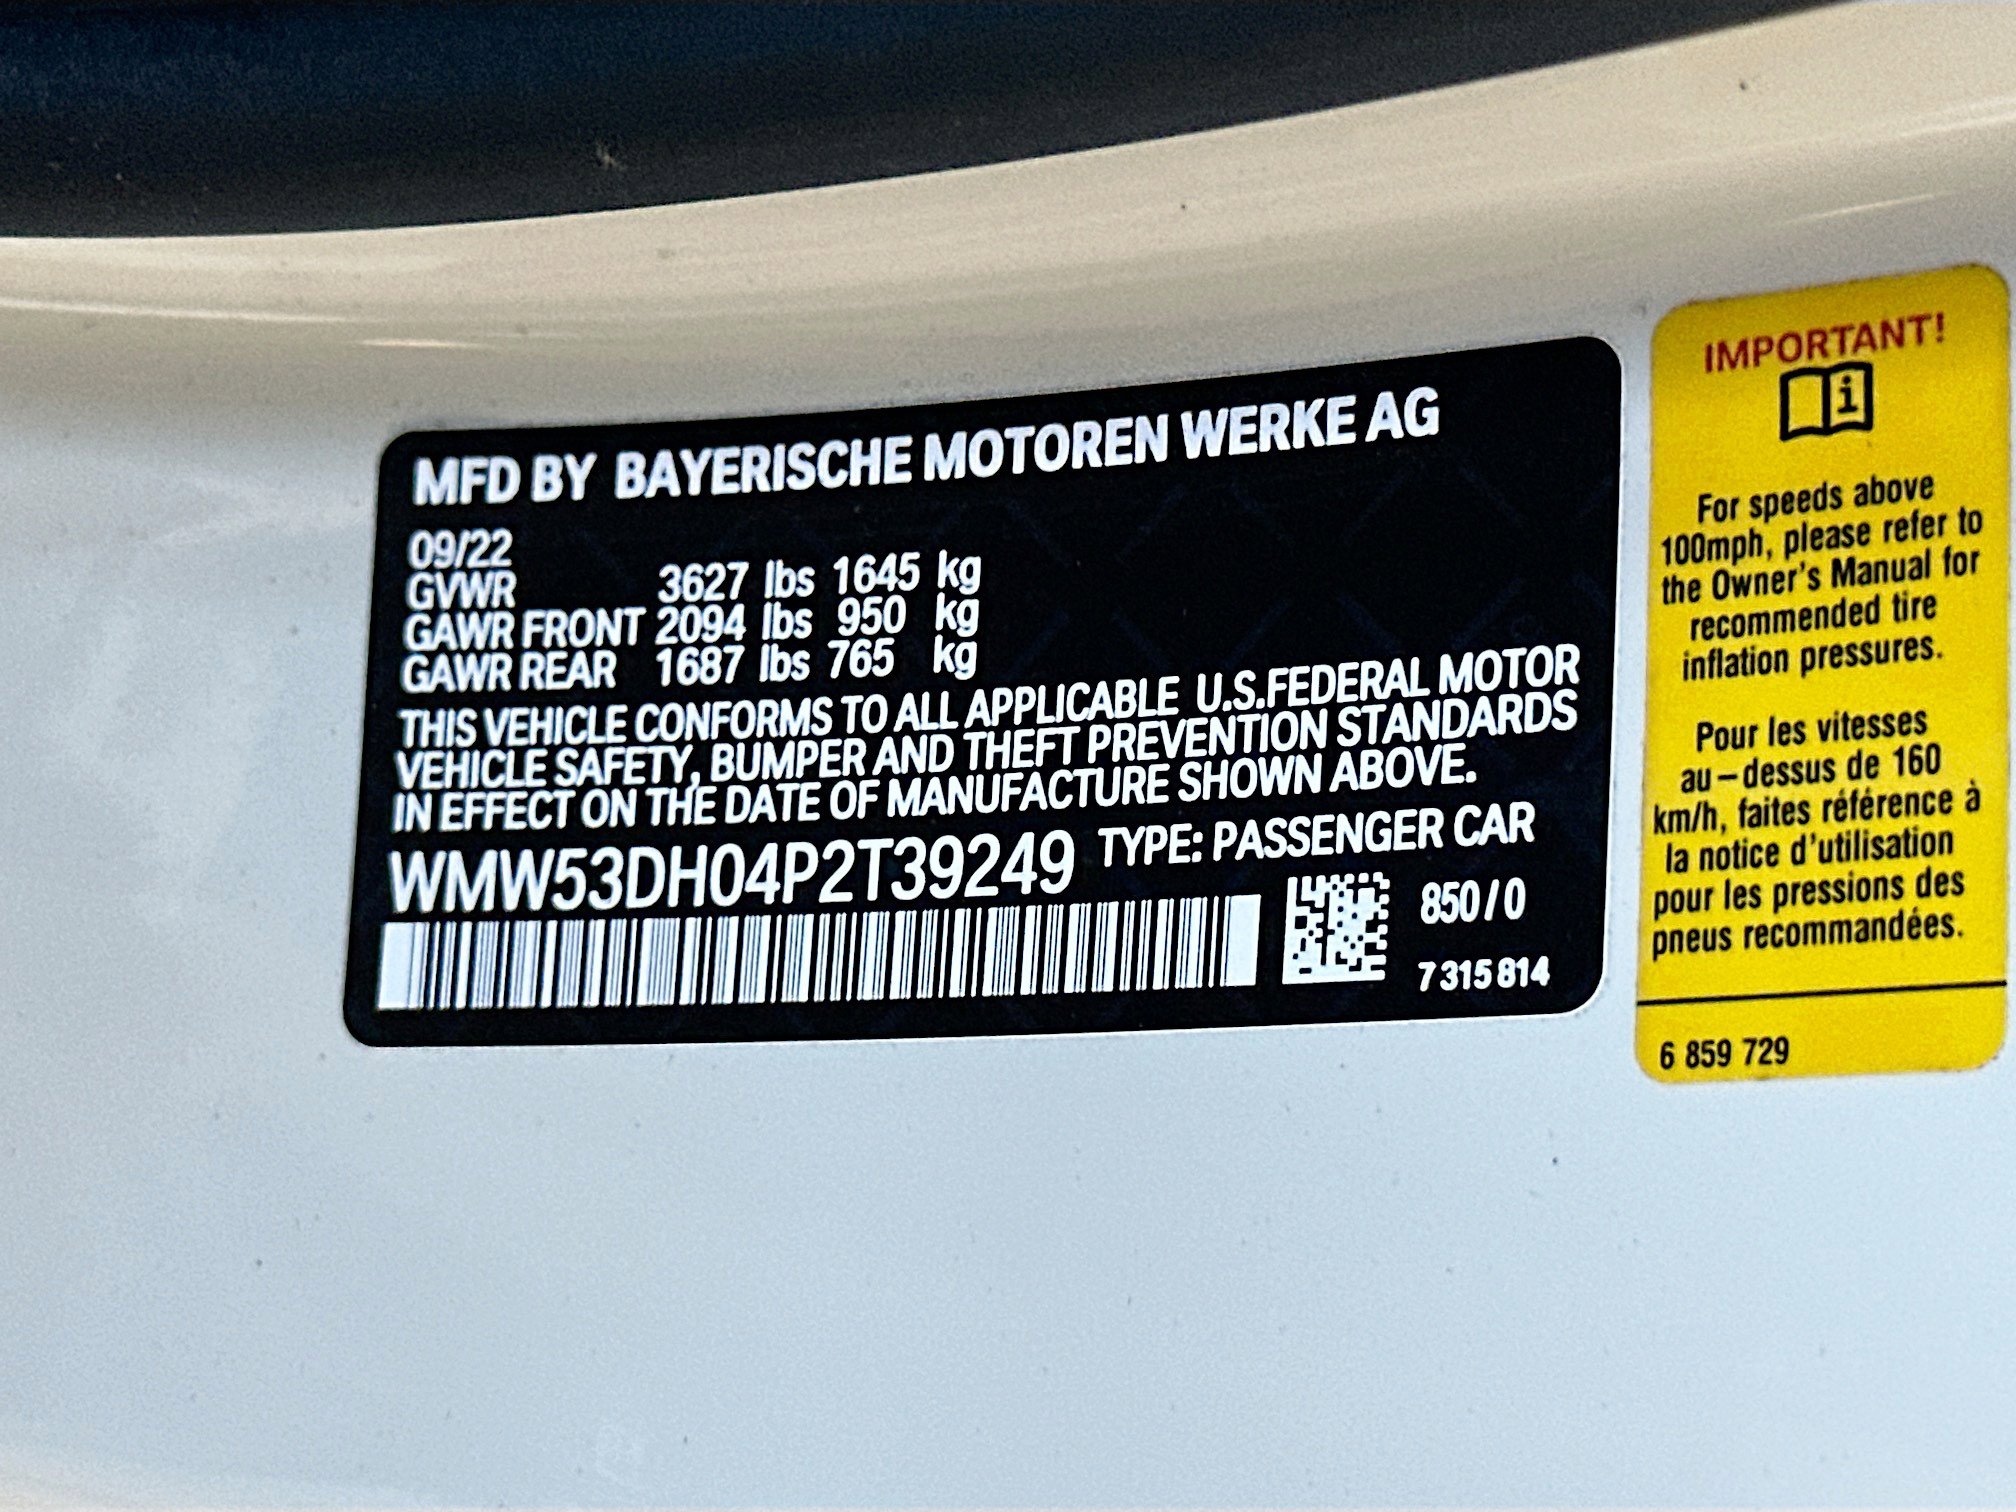 MFD BY BAYERISCHE MOTOREN WERKE AG
09/22
GVWR 3627 lbs 1645 kg
GAWR FRONT 2094 lbs 950 kg
GAWR REAR 1687 lbs 765 kg
THIS VEHICLE CONFORMS TO ALL APPLICABLE U.S.FEDERAL MOTOR
VEHICLE SAFETY, BUMPER AND THEFT PREVENTION STANDARDS
IN EFFECT ON THE DATE OF MANUFACTURE SHOWN ABOVE.
WMW53DH04P2T39249 TYPE: PASSENGER CAR
850/0
7315814
IMPORTANT!
i
For speeds above
100mph, please refer to
the Owner's Manual for
recommended tire
inflation pressures.
Pour les vitesses
au-dessus de 160
km/h, faites référence à
la notice d'utilisation
pour les pressions des
pneus recommandées.
6 859 729